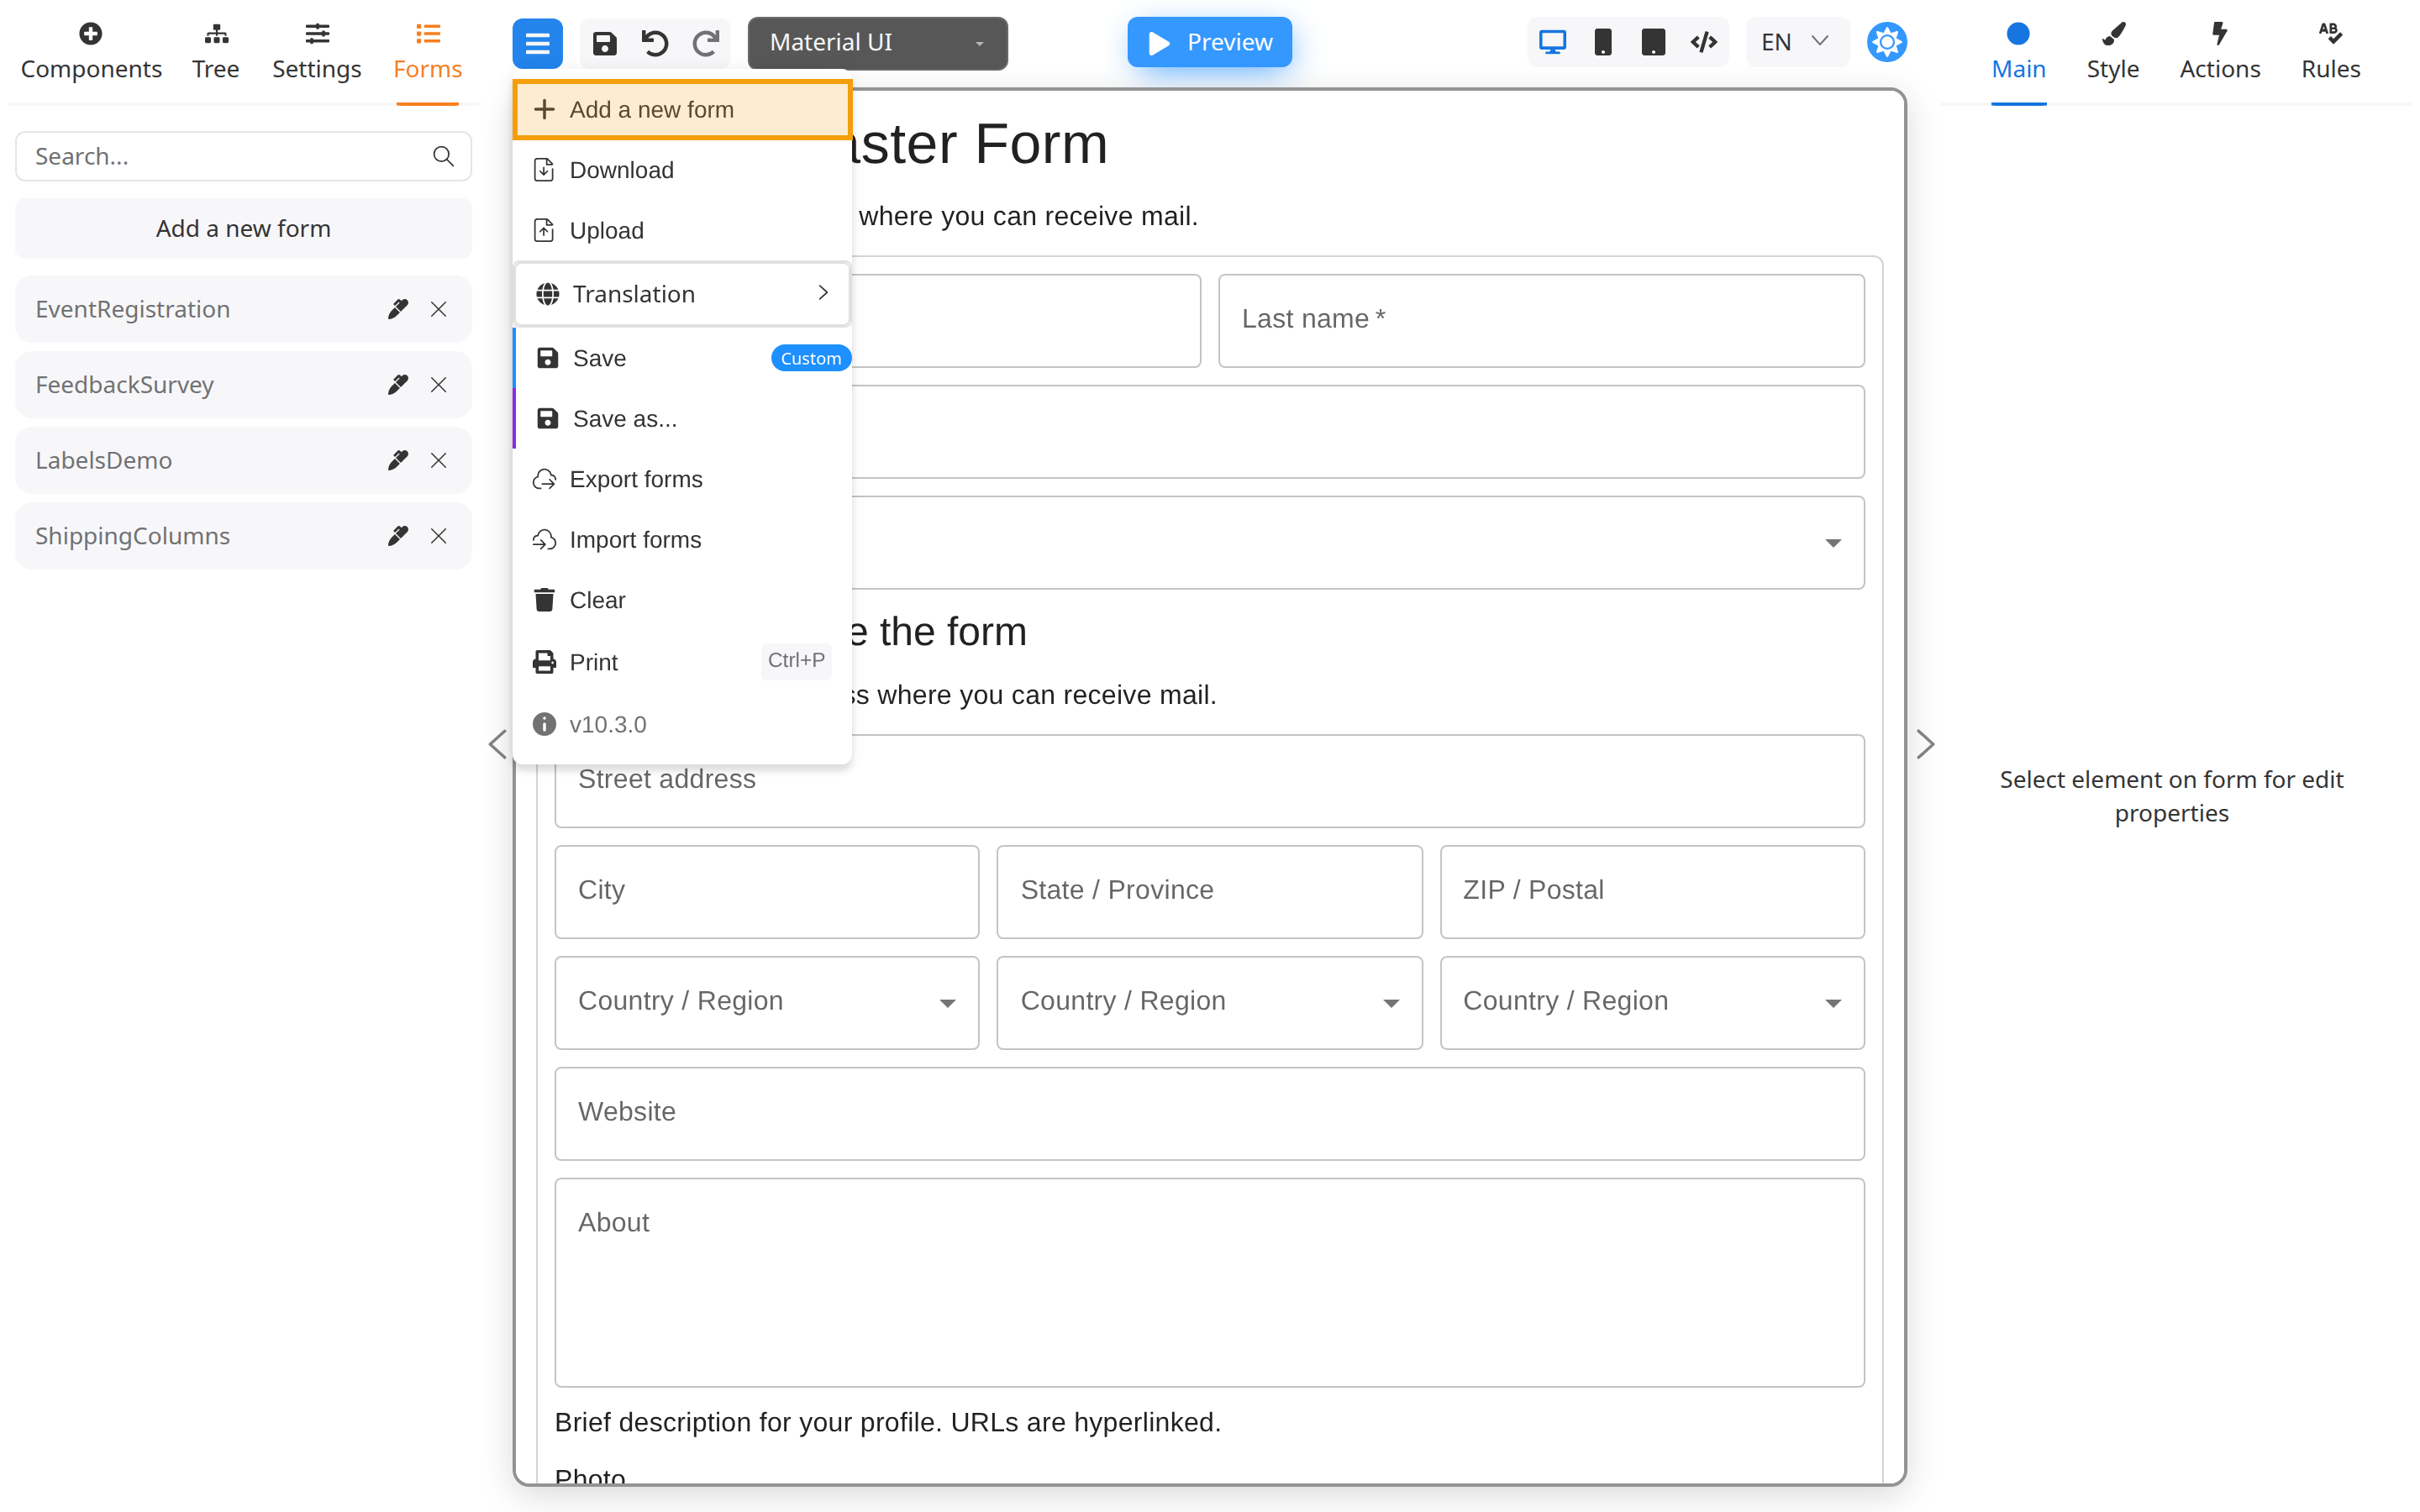 Components
Tree
Settings
Forms
Material UI
Preview
EN
Main
Style
Actions
Rules
Search...
Add a new form
EventRegistration
FeedbackSurvey
LabelsDemo
ShippingColumns
Add a new form
Download
Upload
Translation
Save Custom
Save as...
Export forms
Import forms
Clear
Print Ctrl+P
v10.3.0
Form
where you can receive mail.
Last name *
the form
where you can receive mail.
Street address
City
State / Province
ZIP / Postal
Country / Region
Country / Region
Country / Region
Website
About
Brief description for your profile. URLs are hyperlinked.
Photo
Select element on form for edit
properties